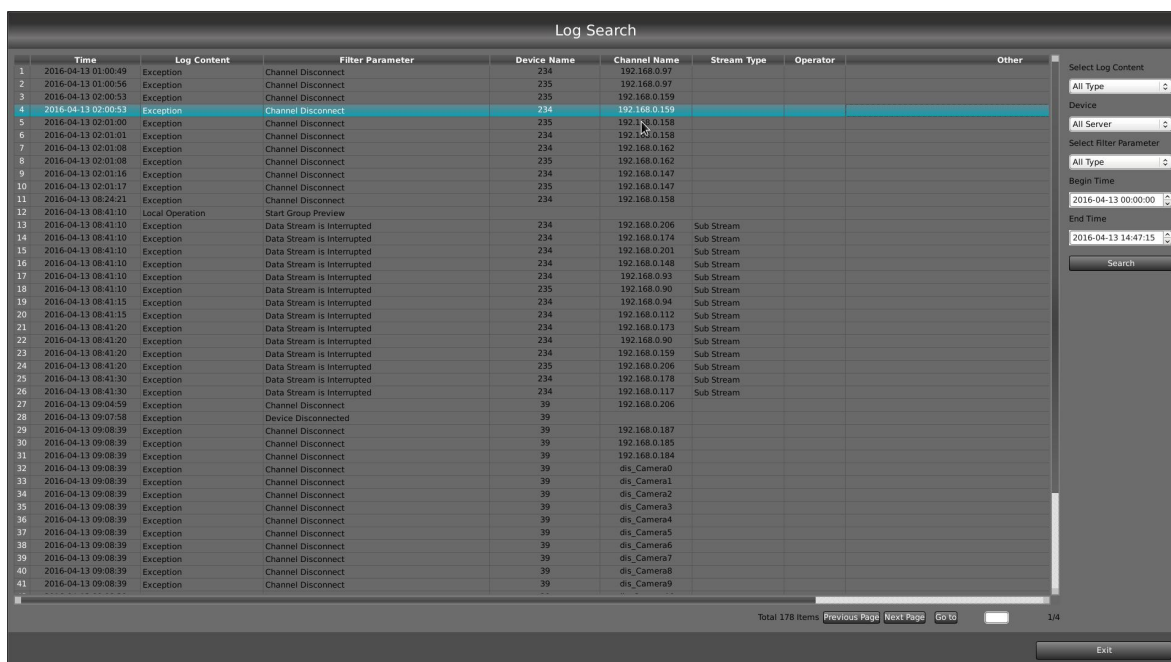 Log Search
Time Log Content Filter Parameter Device Name Channel Name Stream Type Operator Other
1 2016-04-13 01:00:49 Exception Channel Disconnect 234 192.168.0.97
2 2016-04-13 01:00:56 Exception Channel Disconnect 235 192.168.0.97
3 2016-04-13 02:00:53 Exception Channel Disconnect 235 192.168.0.159
4 2016-04-13 02:00:53 Exception Channel Disconnect 234 192.168.0.159
5 2016-04-13 02:01:00 Exception Channel Disconnect 235 192.168.0.158
6 2016-04-13 02:01:01 Exception Channel Disconnect 234 192.168.0.158
7 2016-04-13 02:01:08 Exception Channel Disconnect 234 192.168.0.162
8 2016-04-13 02:01:08 Exception Channel Disconnect 235 192.168.0.162
9 2016-04-13 02:01:16 Exception Channel Disconnect 234 192.168.0.147
10 2016-04-13 02:01:17 Exception Channel Disconnect 235 192.168.0.147
11 2016-04-13 08:24:21 Exception Channel Disconnect 234 192.168.0.158
12 2016-04-13 08:41:10 Local Operation Start Group Preview
13 2016-04-13 08:41:10 Exception Data Stream is Interrupted 234 192.168.0.206 Sub Stream
14 2016-04-13 08:41:10 Exception Data Stream is Interrupted 234 192.168.0.174 Sub Stream
15 2016-04-13 08:41:10 Exception Data Stream is Interrupted 234 192.168.0.201 Sub Stream
16 2016-04-13 08:41:10 Exception Data Stream is Interrupted 234 192.168.0.148 Sub Stream
17 2016-04-13 08:41:10 Exception Data Stream is Interrupted 234 192.168.0.93 Sub Stream
18 2016-04-13 08:41:10 Exception Data Stream is Interrupted 235 192.168.0.90 Sub Stream
19 2016-04-13 08:41:15 Exception Data Stream is Interrupted 234 192.168.0.94 Sub Stream
20 2016-04-13 08:41:15 Exception Data Stream is Interrupted 234 192.168.0.112 Sub Stream
21 2016-04-13 08:41:20 Exception Data Stream is Interrupted 234 192.168.0.173 Sub Stream
22 2016-04-13 08:41:20 Exception Data Stream is Interrupted 234 192.168.0.90 Sub Stream
23 2016-04-13 08:41:20 Exception Data Stream is Interrupted 234 192.168.0.159 Sub Stream
24 2016-04-13 08:41:20 Exception Data Stream is Interrupted 235 192.168.0.206 Sub Stream
25 2016-04-13 08:41:30 Exception Data Stream is Interrupted 234 192.168.0.178 Sub Stream
26 2016-04-13 08:41:30 Exception Data Stream is Interrupted 234 192.168.0.117 Sub Stream
27 2016-04-13 09:04:59 Exception Channel Disconnect 39 192.168.0.206
28 2016-04-13 09:07:58 Exception Device Disconnected 39
29 2016-04-13 09:08:39 Exception Channel Disconnect 39 192.168.0.187
30 2016-04-13 09:08:39 Exception Channel Disconnect 39 192.168.0.185
31 2016-04-13 09:08:39 Exception Channel Disconnect 39 192.168.0.184
32 2016-04-13 09:08:39 Exception Channel Disconnect 39 dis_Camera0
33 2016-04-13 09:08:39 Exception Channel Disconnect 39 dis_Camera1
34 2016-04-13 09:08:39 Exception Channel Disconnect 39 dis_Camera2
35 2016-04-13 09:08:39 Exception Channel Disconnect 39 dis_Camera3
36 2016-04-13 09:08:39 Exception Channel Disconnect 39 dis_Camera4
37 2016-04-13 09:08:39 Exception Channel Disconnect 39 dis_Camera5
38 2016-04-13 09:08:39 Exception Channel Disconnect 39 dis_Camera6
39 2016-04-13 09:08:39 Exception Channel Disconnect 39 dis_Camera7
40 2016-04-13 09:08:39 Exception Channel Disconnect 39 dis_Camera8
41 2016-04-13 09:08:39 Exception Channel Disconnect 39 dis_Camera9
Select Log Content
All Type
Device
All Server
Select Filter Parameter
All Type
Begin Time
2016-04-13 00:00:00
End Time
2016-04-13 14:47:15
Search
Total 178 Items Previous Page Next Page Go to 1/4
Exit